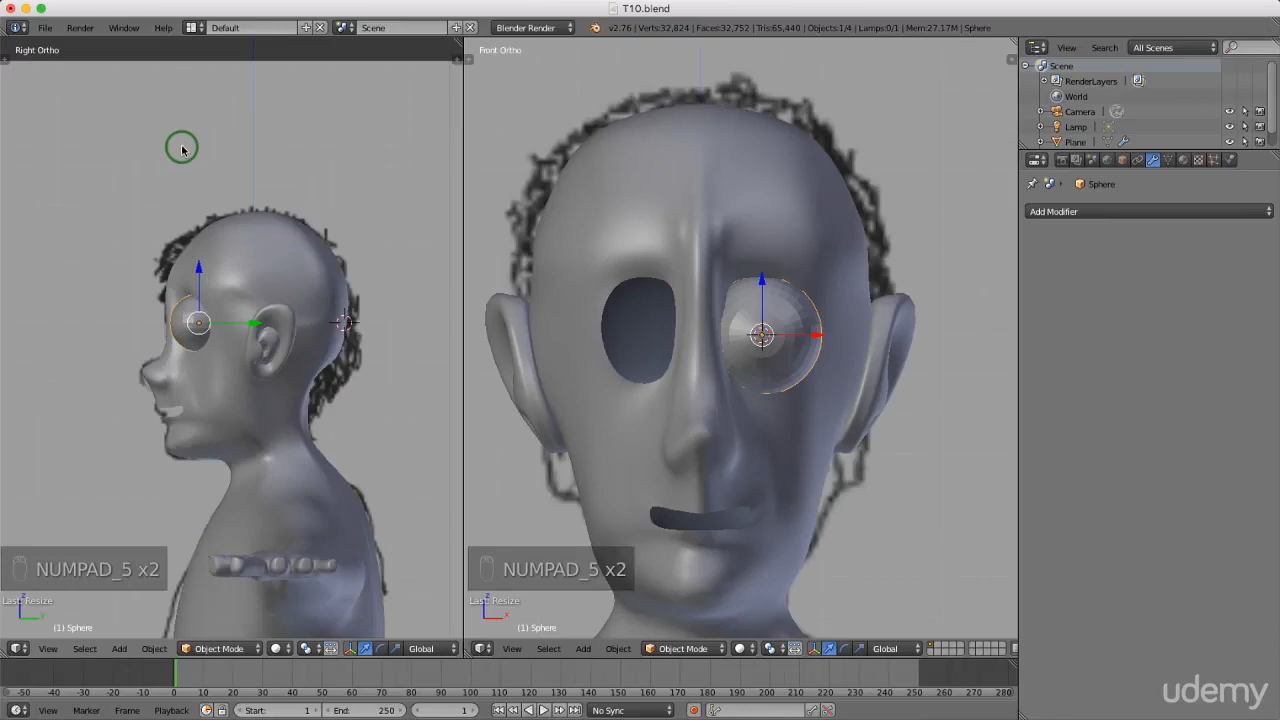 T10.blend
File Render Window Help Default Scene Blender Render v2.76 | Verts:32,824 | Faces:32,752 | Tris:65,440 | Objects:1/4 | Lamps:0/1 | Mem:27.17M | Sphere
Right Ortho
Front Ortho
View Search All Scenes
Scene
RenderLayers
World
Camera
Lamp
Plane
Sphere
Add Modifier
NUMPAD_5 x2
NUMPAD_5 x2
Last: Resize
Last: Resize
z
y
z
x
(1) Sphere
(1) Sphere
View Select Add Object Object Mode Global
View Select Add Object Object Mode Global
-50 -40 -30 -20 -10 0 10 20 30 40 50 60 70 80 90 100 110 120 130 140 150 160 170 180 190 200 210 220 230 240 250 260 270 280
View Marker Frame Playback Start: 1 End: 250 1 No Sync
udemy